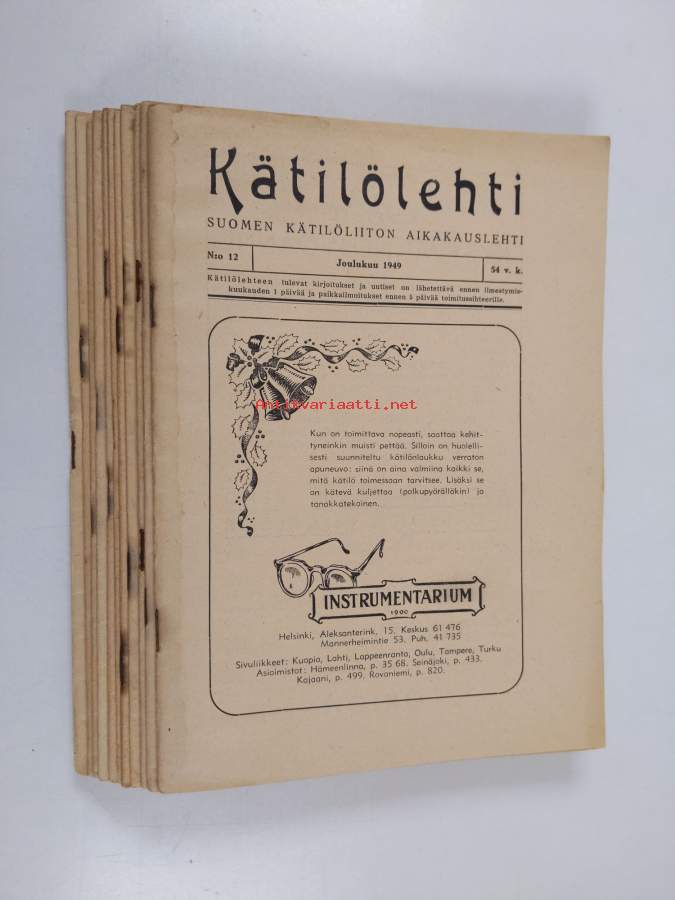 Kätilölehti
SUOMEN KÄTILÖLIITON AIKAKAUSLEHTI
N:o 12 Joulukuu 1949 54 v. k.
Kätilölehteen tulevat kirjoitukset ja uutiset on lähetettävä ennen ilmestymis-
kuukauden 1 päivää ja paikkailmoitukset ennen 5 päivää toimitussihteerille.
Antikvariaatti.net
Kun on toimittava nopeasti, saattaa kehit-
tyneinkin muisti pettää. Silloin on huolelli-
sesti suunniteltu kätilönlaukku verraton
apuneuvo: siinä on aina valmiina kaikki se,
mitä kätilö toimessaan tarvitsee. Lisäksi se
on kätevä kuljettaa (polkupyörälläkin) ja
tanakkatekoinen.
INSTRUMENTARIUM
1900
Helsinki, Aleksanterink, 15. Keskus 61 476
Mannerheimintie 53. Puh. 41 735
Sivuliikkeet: Kuopio, Lahti, Lappeenranta, Oulu, Tampere, Turku
Asioimistot: Hämeenlinna, p. 35 68. Seinäjoki, p. 433.
Kajaani, p. 499. Rovaniemi, p. 820.